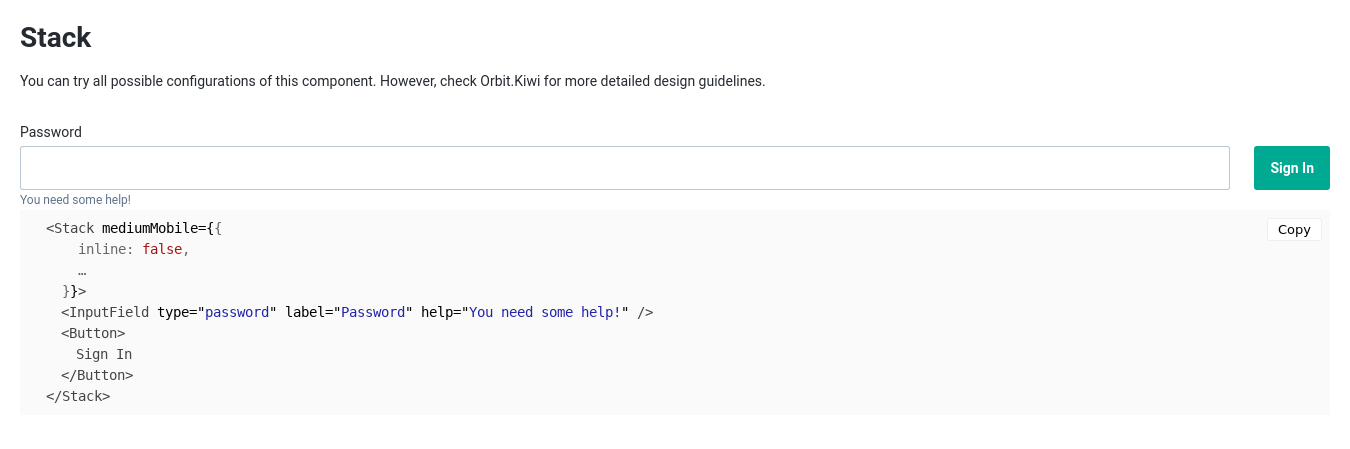 Stack
You can try all possible configurations of this component. However, check Orbit.Kiwi for more detailed design guidelines.
Password
Sign In
You need some help!
<Stack mediumMobile={{
Copy
inline: false,
…
}}>
<InputField type="password" label="Password" help="You need some help!" />
<Button>
Sign In
</Button>
</Stack>